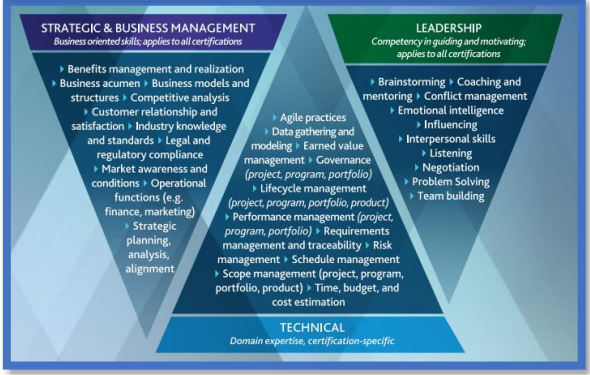 STRATEGIC & BUSINESS MANAGEMENT
Business oriented skills; applies to all certifications
▸ Benefits management and realization
▸ Business acumen ▸ Business models and
structures ▸ Competitive analysis
▸ Customer relationship and
satisfaction ▸ Industry knowledge
and standards ▸ Legal and
regulatory compliance
▸ Market awareness and
conditions ▸ Operational
functions (e.g.
finance, marketing)
▸ Strategic
planning,
analysis,
alignment
▸ Agile practices
▸ Data gathering and
modeling ▸ Earned value
management ▸ Governance
(project, program, portfolio)
▸ Lifecycle management
(project, program, portfolio, product)
▸ Performance management (project,
program, portfolio) ▸ Requirements
management and traceability ▸ Risk
management ▸ Schedule management
▸ Scope management (project, program,
portfolio, product) ▸ Time, budget, and
cost estimation
TECHNICAL
Domain expertise, certification-specific
LEADERSHIP
Competency in guiding and motivating;
applies to all certifications
▸ Brainstorming ▸ Coaching and
mentoring ▸ Conflict management
▸ Emotional intelligence
▸ Influencing
▸ Interpersonal skills
▸ Listening
▸ Negotiation
▸ Problem Solving
▸ Team building